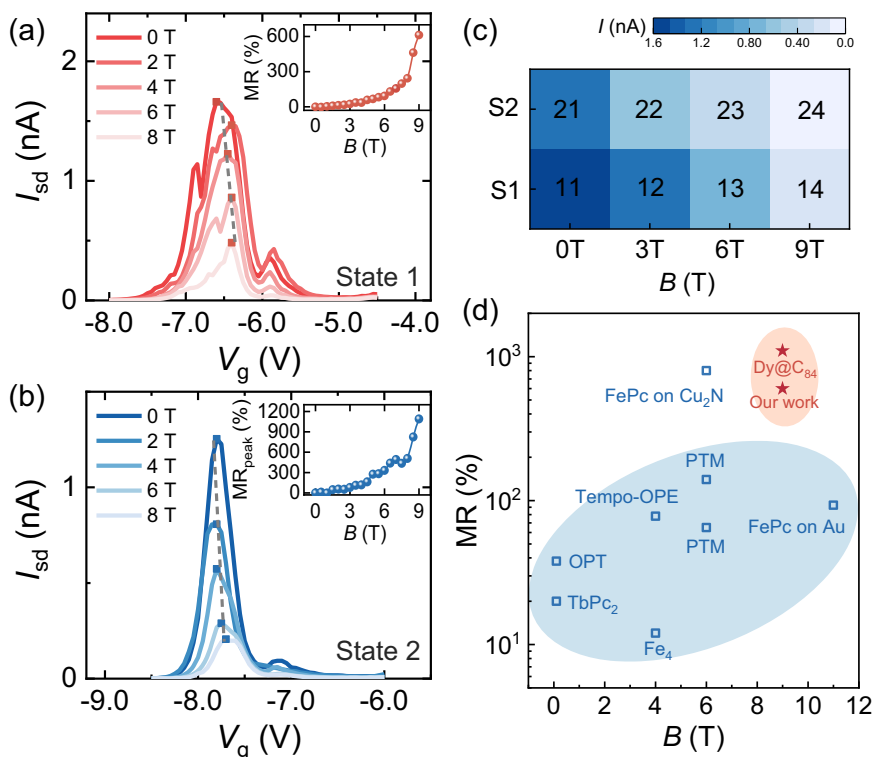 (a)
0 T
2 T
4 T
6 T
8 T
State 1
I_sd (nA)
2
1
0
-8.0
-7.0
-6.0
-5.0
-4.0
V_g (V)
MR (%)
600
300
0
0
3
6
9
B (T)
(b)
0 T
2 T
4 T
6 T
8 T
State 2
I_sd (nA)
1
0
-9.0
-8.0
-7.0
-6.0
V_g (V)
MR_peak (%)
1200
900
600
300
0
0
3
6
9
B (T)
(c)
I (nA)
1.6
1.2
0.80
0.40
0.0
S2
21
22
23
24
S1
11
12
13
14
0T
3T
6T
9T
B (T)
(d)
MR (%)
10³
10²
10¹
Dy@C₈₄
Our work
FePc on Cu₂N
PTM
Tempo-OPE
PTM
FePc on Au
OPT
TbPc₂
Fe₄
0
2
4
6
8
10
12
B (T)